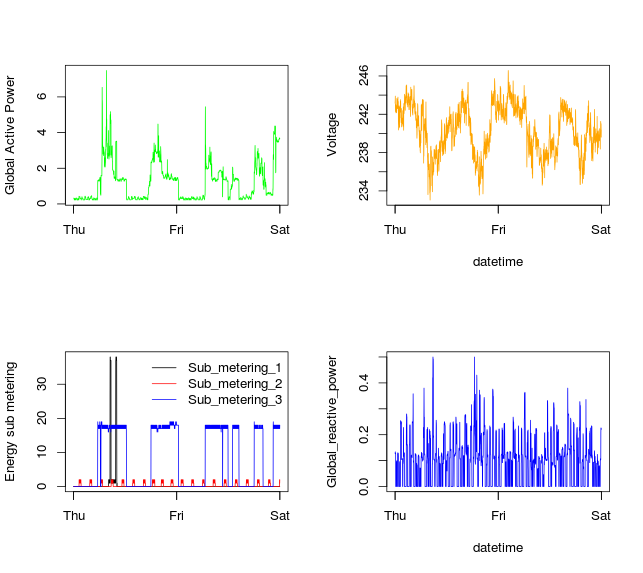 Global Active Power
6
4
2
0
Thu
Fri
Sat
Voltage
246
242
238
234
Thu
Fri
Sat
datetime
Energy sub metering
30
20
10
0
Sub_metering_1
Sub_metering_2
Sub_metering_3
Thu
Fri
Sat
Global_reactive_power
0.4
0.2
0.0
Thu
Fri
Sat
datetime